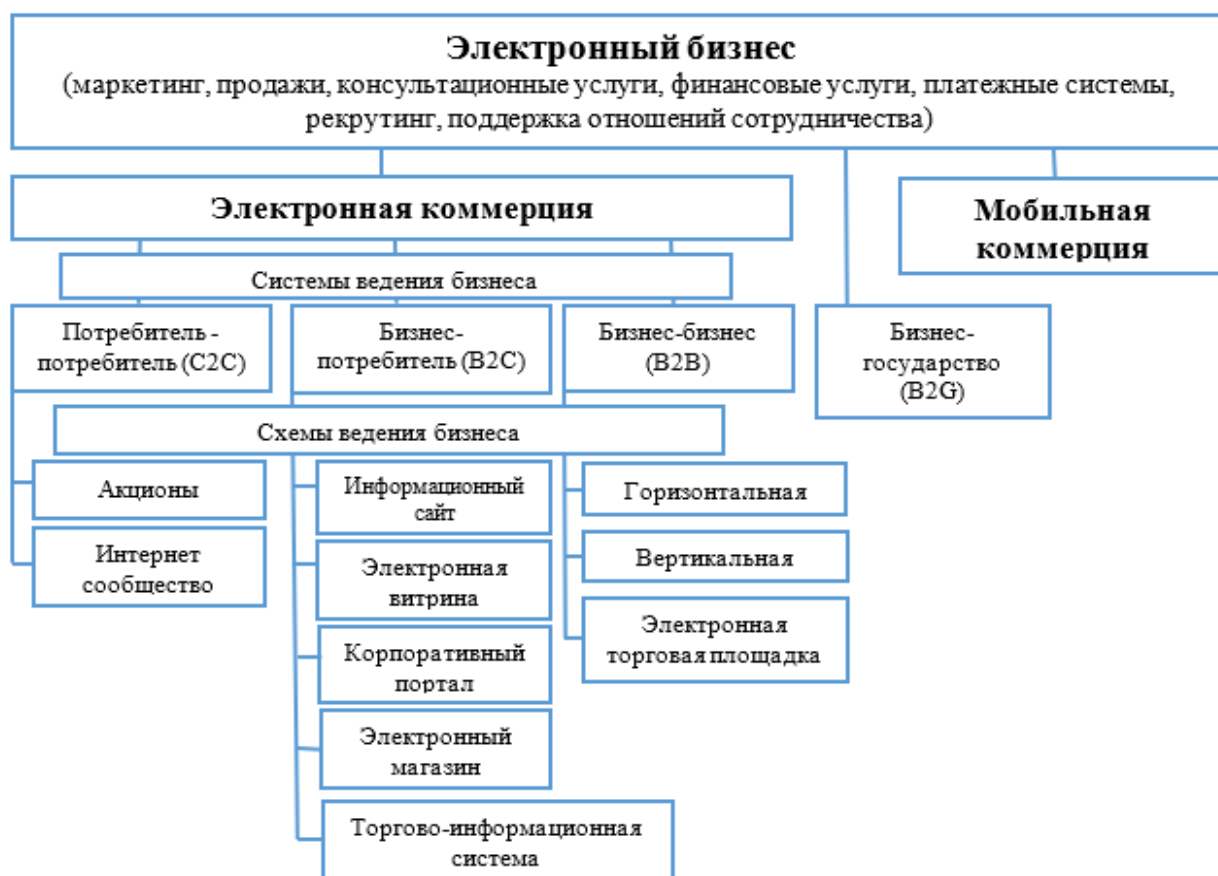 Электронный бизнес
(маркетинг, продажи, консультационные услуги, финансовые услуги, платежные системы,
рекрутинг, поддержка отношений сотрудничества)
Электронная коммерция
Мобильная
коммерция
Системы ведения бизнеса
Потребитель -
потребитель (C2C)
Бизнес-
потребитель (B2C)
Бизнес-бизнес
(B2B)
Бизнес-
государство
(B2G)
Схемы ведения бизнеса
Акционы
Интернет
сообщество
Информационный
сайт
Электронная
витрина
Корпоративный
портал
Электронный
магазин
Торгово-информационная
система
Горизонтальная
Вертикальная
Электронная
торговая площадка